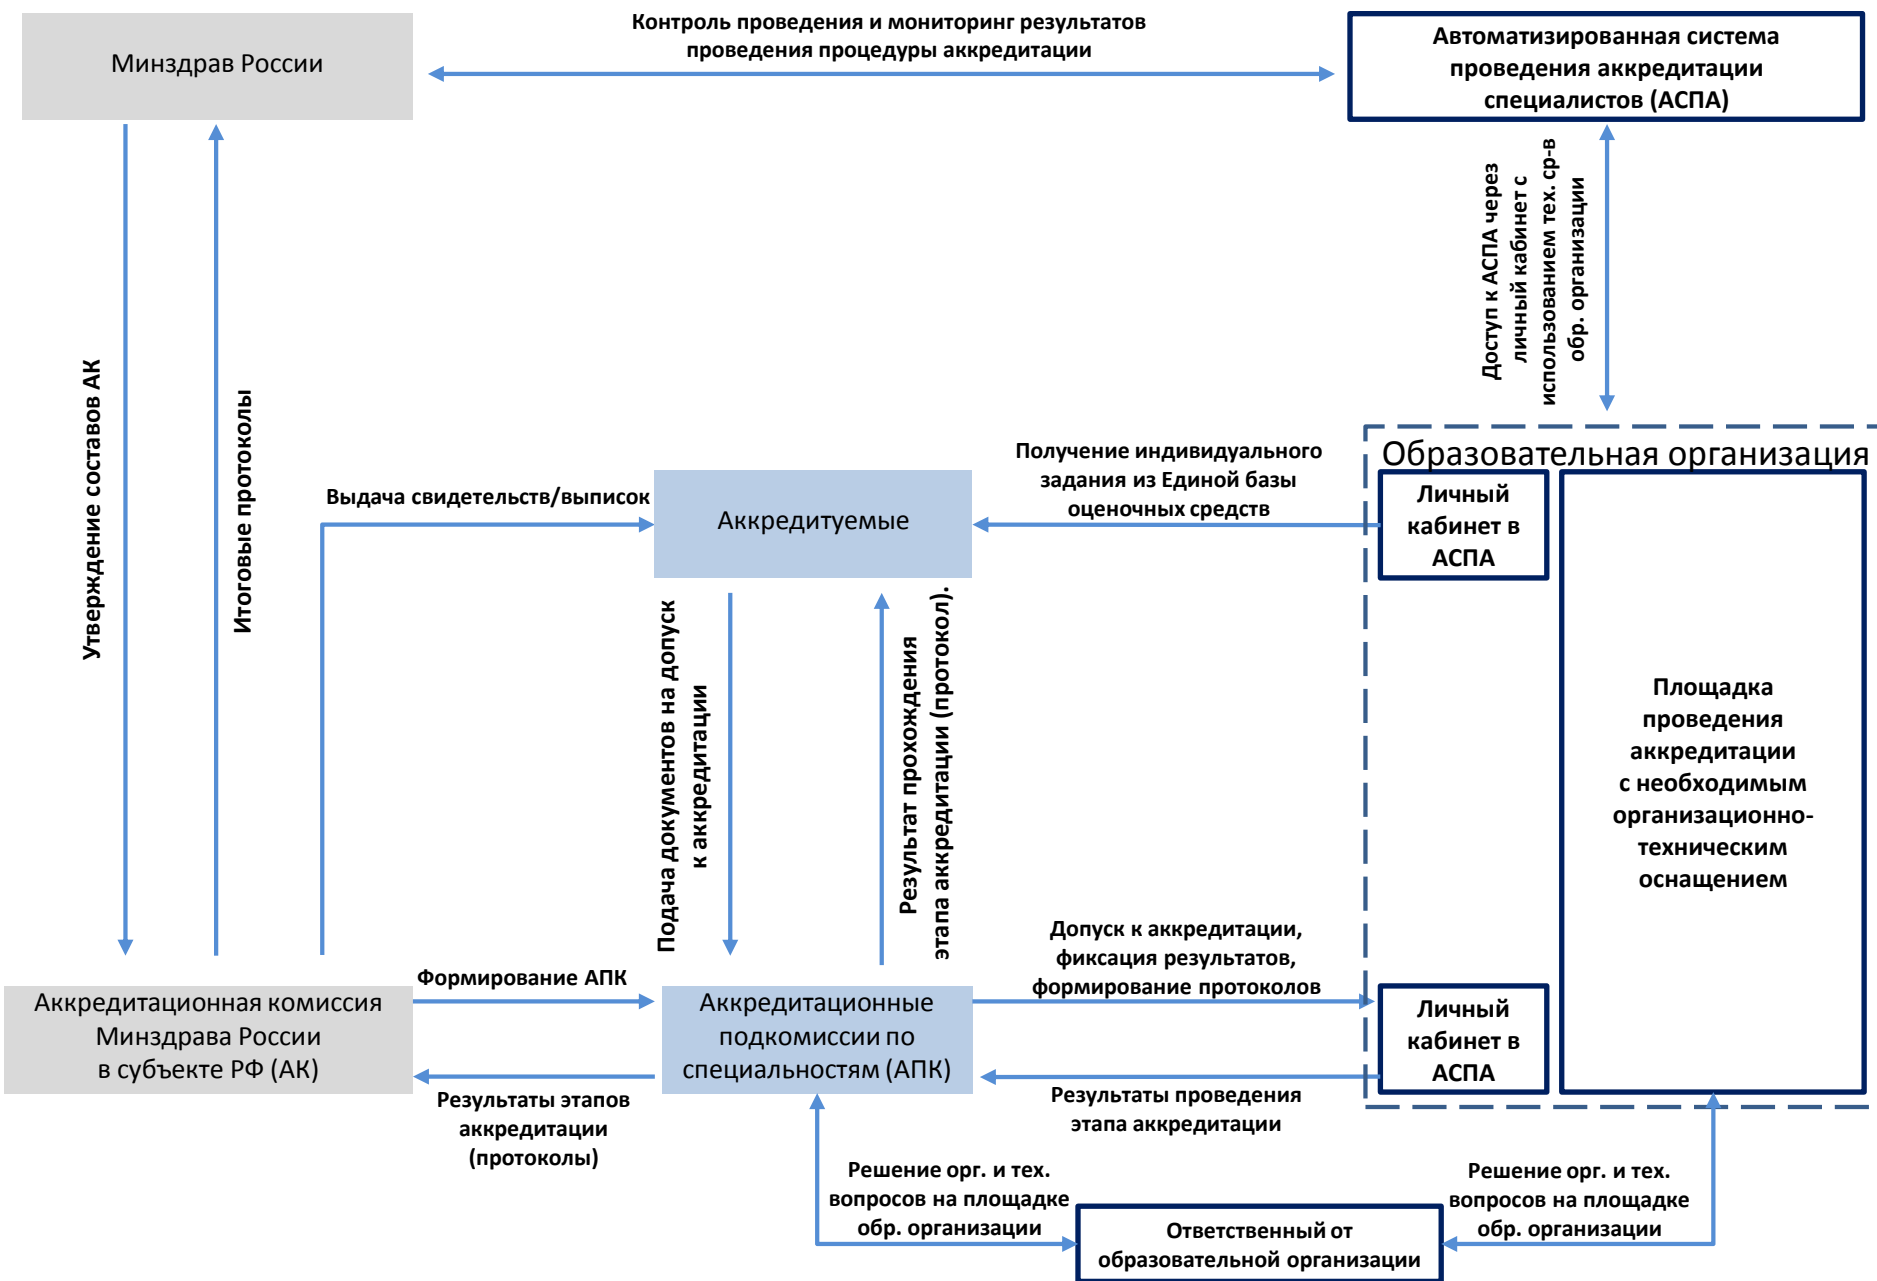 Контроль проведения и мониторинг результатов
проведения процедуры аккредитации
Минздрав России
Автоматизированная система
проведения аккредитации
специалистов (АСПА)
Доступ к АСПА через
личный кабинет с
использованием тех. ср-в
обр. организации
Утверждение составов АК
Итоговые протоколы
Выдача свидетельств/выписок
Аккредитуемые
Получение индивидуального
задания из Единой базы
оценочных средств
Образовательная организация
Личный
кабинет в
АСПА
Площадка
проведения
аккредитации
с необходимым
организационно-
техническим
оснащением
Подача документов на допуск
к аккредитации
Результат прохождения
этапа аккредитации (протокол).
Допуск к аккредитации,
фиксация результатов,
формирование протоколов
Формирование АПК
Аккредитационная комиссия
Минздрава России
в субъекте РФ (АК)
Аккредитационные
подкомиссии по
специальностям (АПК)
Личный
кабинет в
АСПА
Результаты этапов
аккредитации
(протоколы)
Результаты проведения
этапа аккредитации
Решение орг. и тех.
вопросов на площадке
обр. организации
Ответственный от
образовательной организации
Решение орг. и тех.
вопросов на площадке
обр. организации